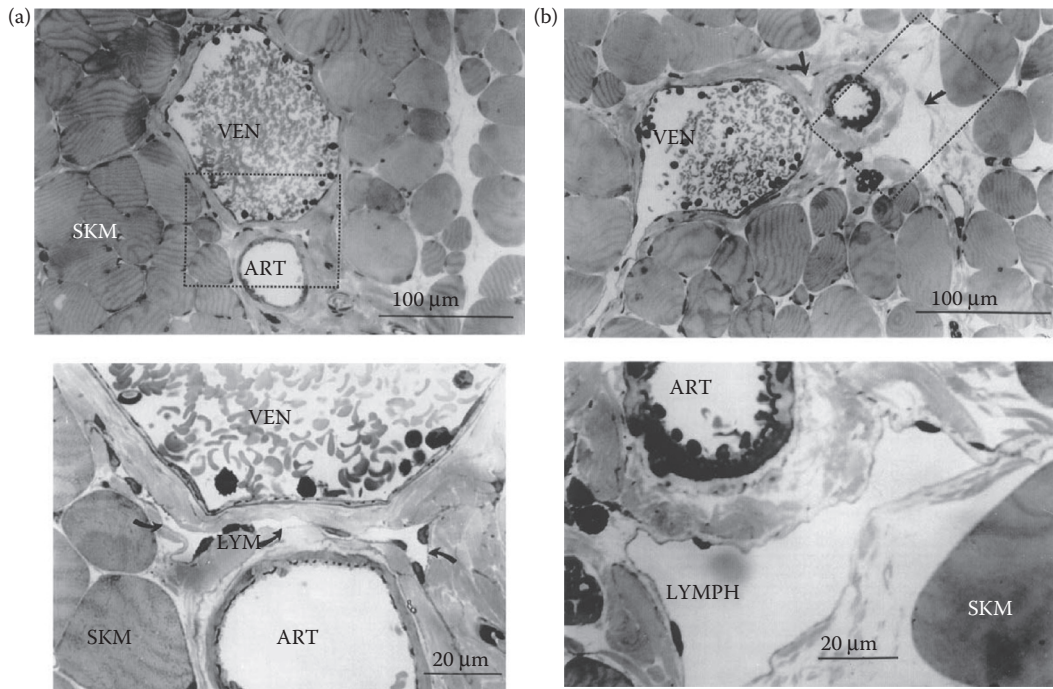 (a)
VEN
SKM
ART
100 μm
(b)
VEN
100 μm
VEN
LYM
SKM
ART
20 μm
ART
LYMPH
SKM
20 μm